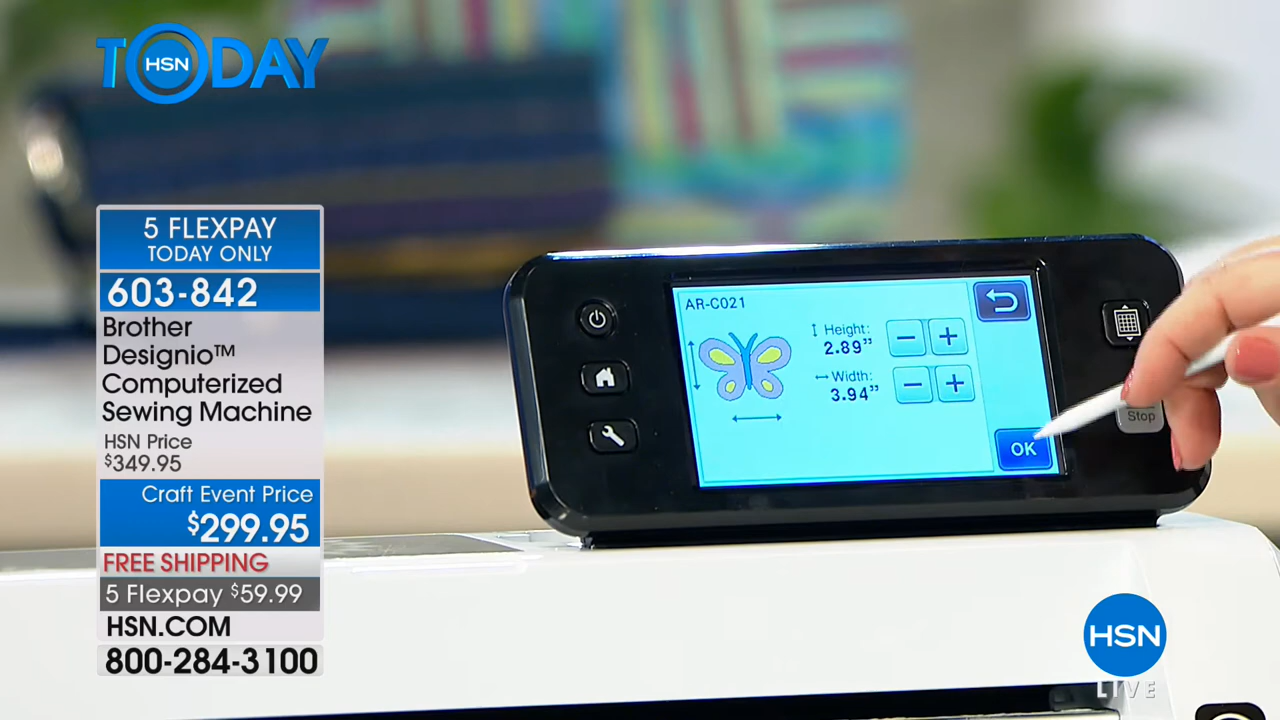 TODAY
HSN
5 FLEXPAY
TODAY ONLY
603-842
Brother
Designio™
Computerized
Sewing Machine
HSN Price
$349.95
Craft Event Price
$299.95
FREE SHIPPING
5 Flexpay $59.99
HSN.COM
800-284-3100
AR-C021
Height:
2.89”
Width:
3.94”
OK
Stop
HSN
LIVE